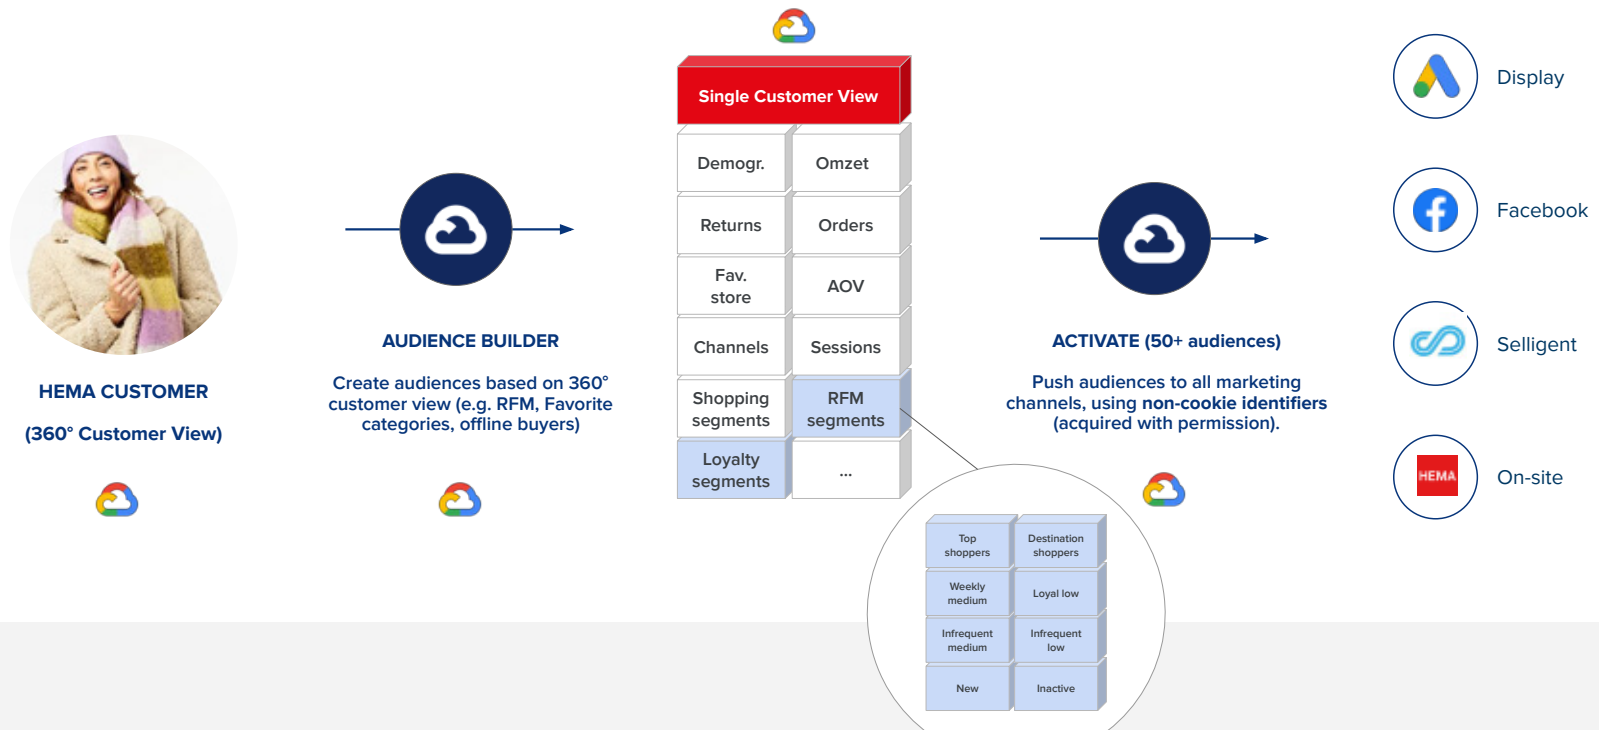 HEMA CUSTOMER
(360° Customer View)
AUDIENCE BUILDER
Create audiences based on 360°
customer view (e.g. RFM, Favorite
categories, offline buyers)
Single Customer View
Demogr.
Omzet
Returns
Orders
Fav.
store
AOV
Channels
Sessions
Shopping
segments
RFM
segments
Loyalty
segments
...
Top
shoppers
Destination
shoppers
Weekly
medium
Loyal low
Infrequent
medium
Infrequent
low
New
Inactive
ACTIVATE (50+ audiences)
Push audiences to all marketing
channels, using non-cookie identifiers
(acquired with permission).
Display
Facebook
Selligent
HEMA
On-site